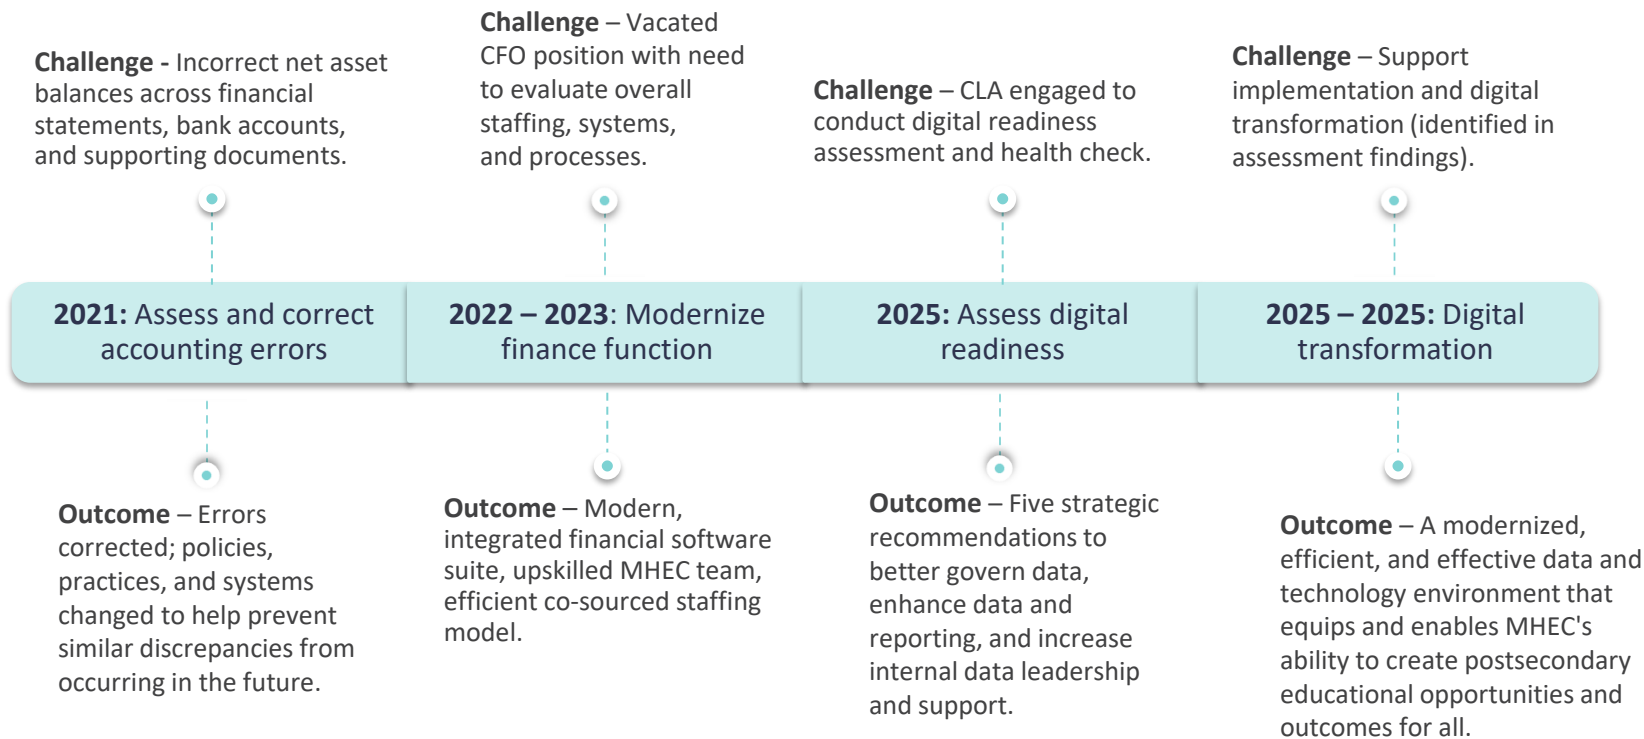 Challenge - Incorrect net asset
balances across financial
statements, bank accounts,
and supporting documents.
Challenge – Vacated
CFO position with need
to evaluate overall
staffing, systems,
and processes.
Challenge – CLA engaged to
conduct digital readiness
assessment and health check.
Challenge – Support
implementation and digital
transformation (identified in
assessment findings).
2021: Assess and correct
accounting errors
2022 – 2023: Modernize
finance function
2025: Assess digital
readiness
2025 – 2025: Digital
transformation
Outcome – Errors
corrected; policies,
practices, and systems
changed to help prevent
similar discrepancies from
occurring in the future.
Outcome – Modern,
integrated financial software
suite, upskilled MHEC team,
efficient co-sourced staffing
model.
Outcome – Five strategic
recommendations to
better govern data,
enhance data and
reporting, and increase
internal data leadership
and support.
Outcome – A modernized,
efficient, and effective data and
technology environment that
equips and enables MHEC's
ability to create postsecondary
educational opportunities and
outcomes for all.